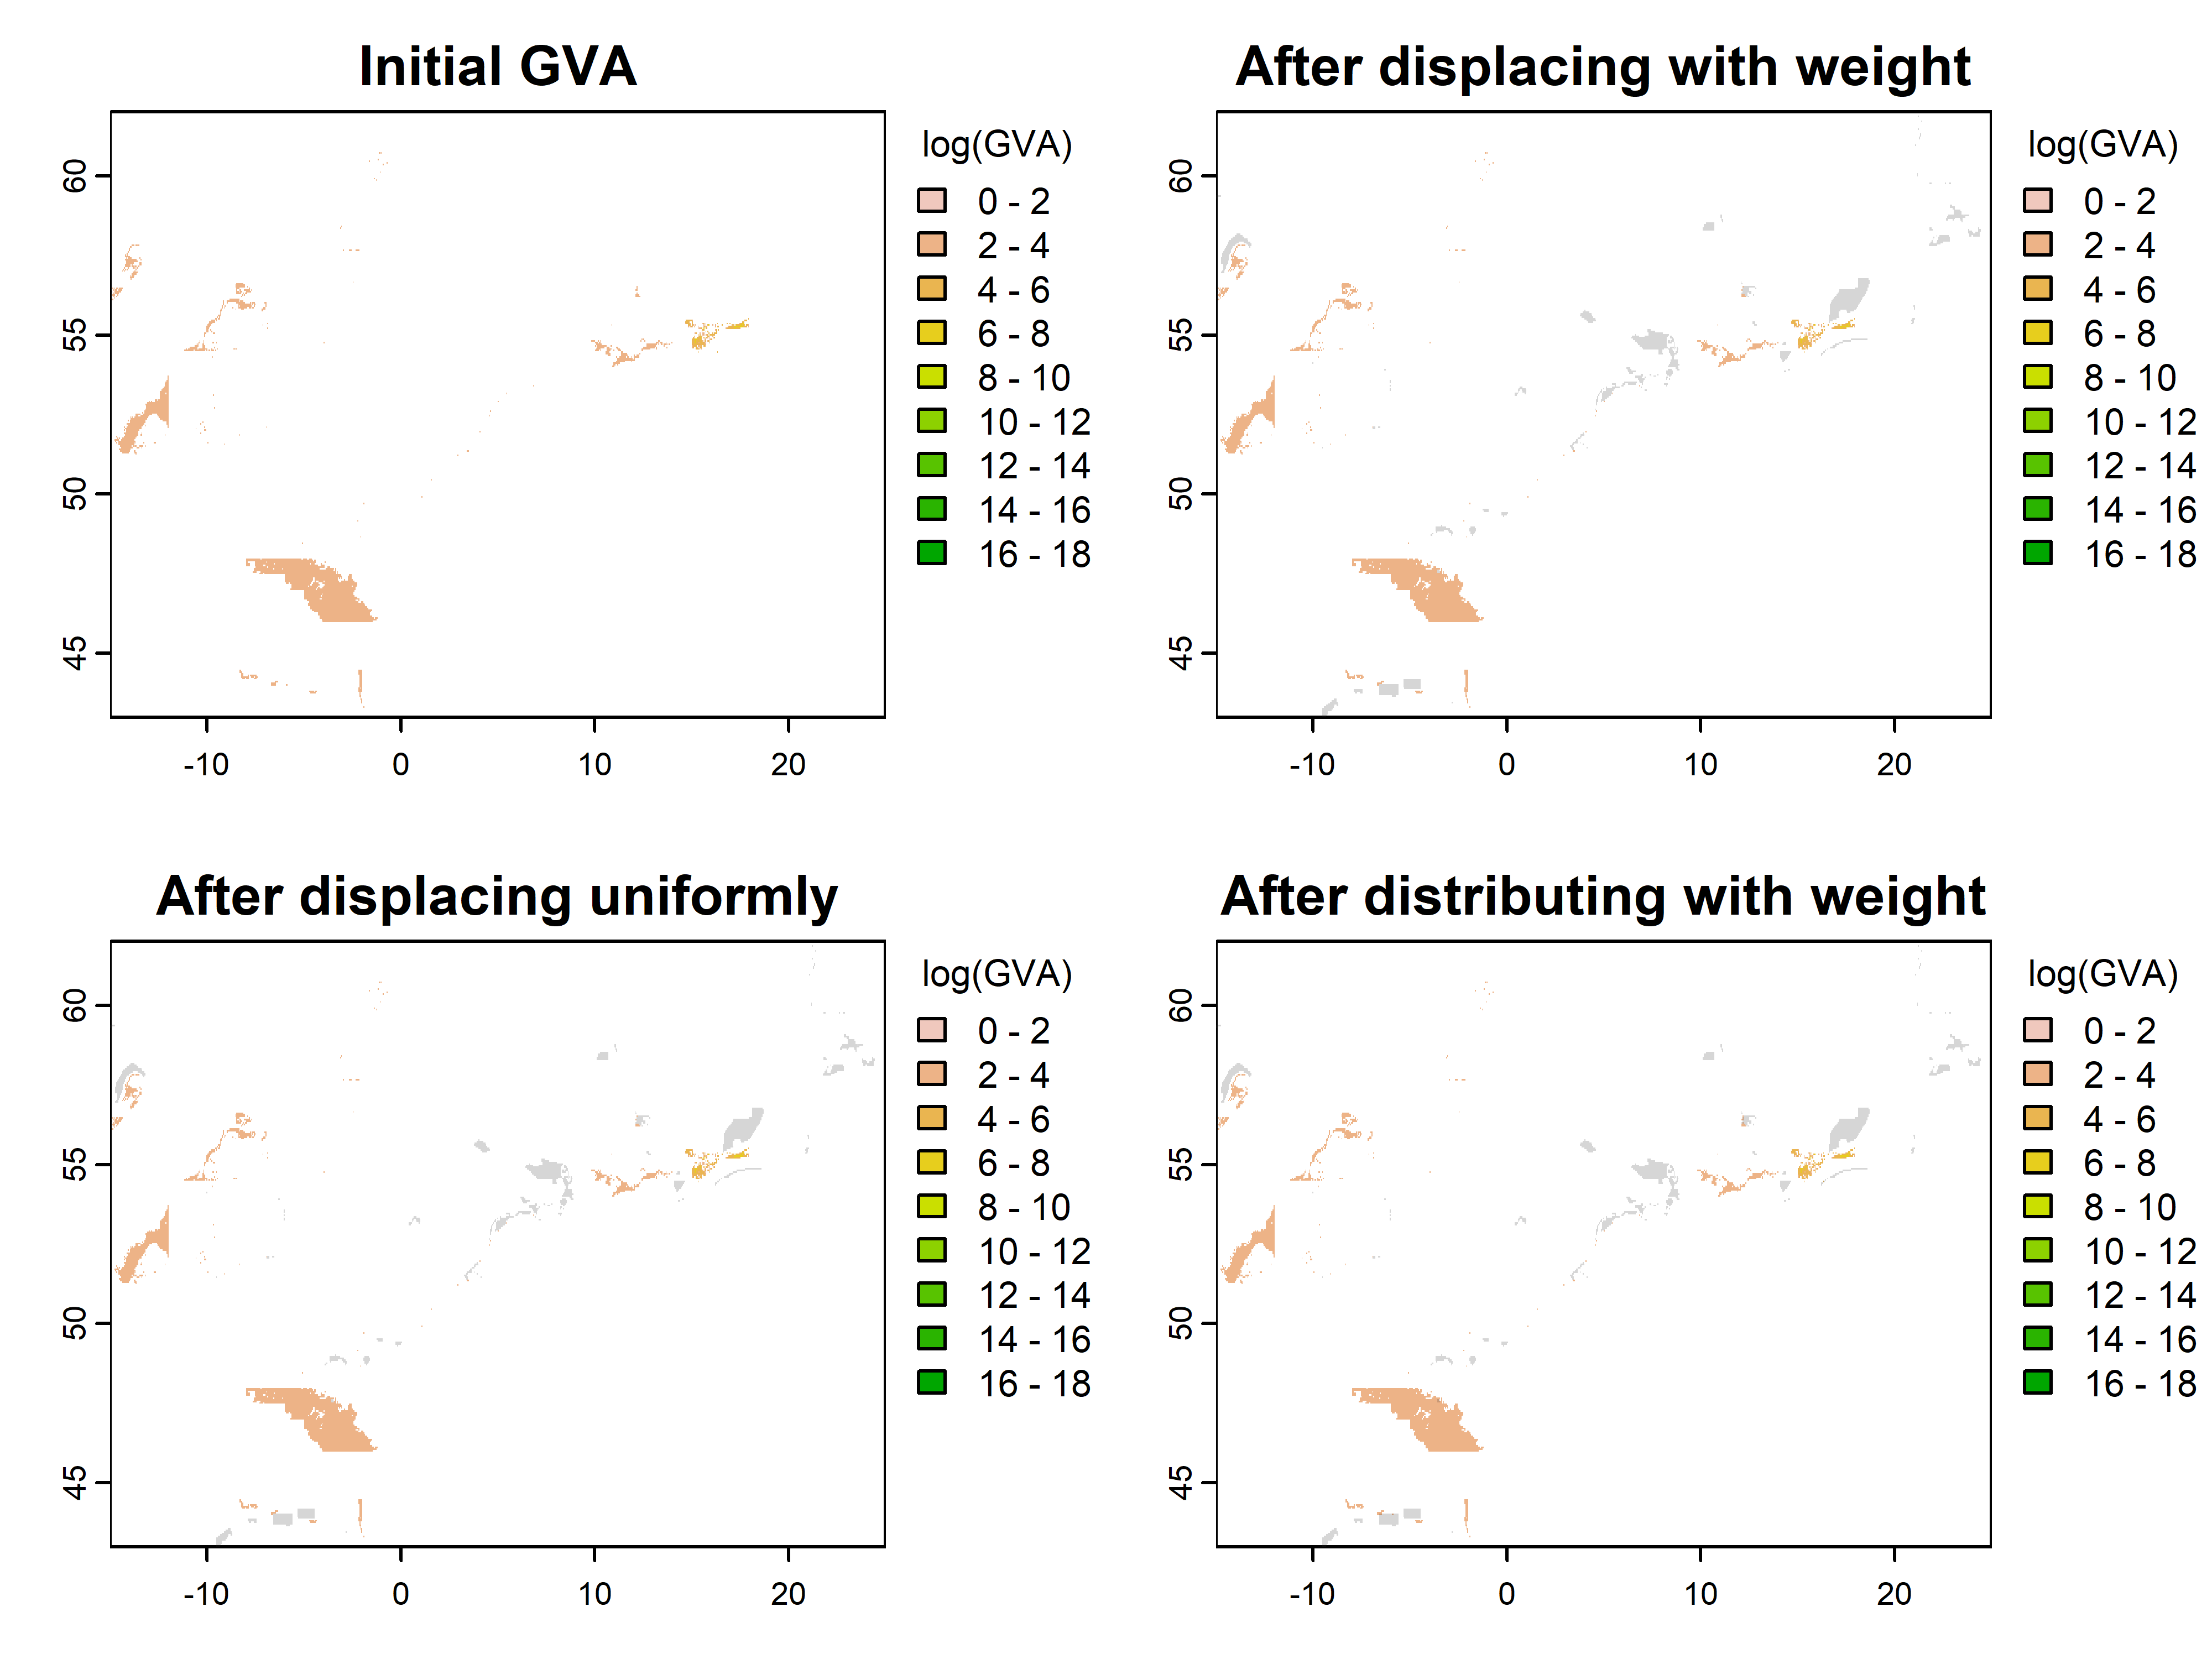 Initial GVA
60
55
50
45
-10
0
10
20
log(GVA)
0 - 2
2 - 4
4 - 6
6 - 8
8 - 10
10 - 12
12 - 14
14 - 16
16 - 18
After displacing with weight
60
55
50
45
-10
0
10
20
log(GVA)
0 - 2
2 - 4
4 - 6
6 - 8
8 - 10
10 - 12
12 - 14
14 - 16
16 - 18
After displacing uniformly
60
55
50
45
-10
0
10
20
log(GVA)
0 - 2
2 - 4
4 - 6
6 - 8
8 - 10
10 - 12
12 - 14
14 - 16
16 - 18
After distributing with weight
60
55
50
45
-10
0
10
20
log(GVA)
0 - 2
2 - 4
4 - 6
6 - 8
8 - 10
10 - 12
12 - 14
14 - 16
16 - 18